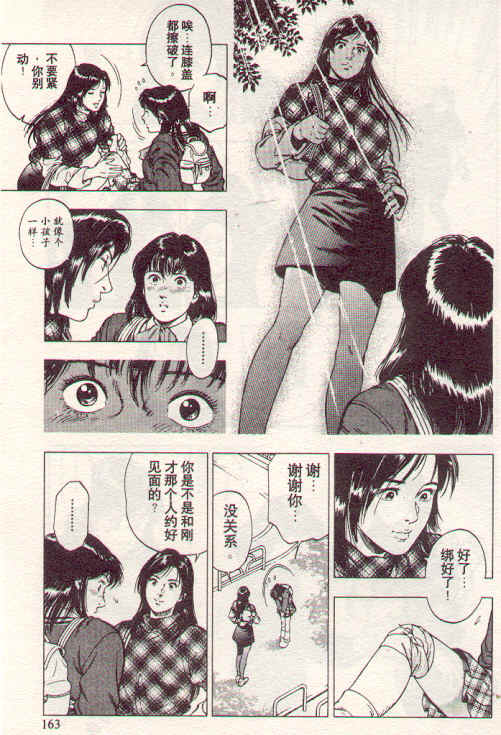 唉…连膝盖
都擦破了。
啊…
不要紧
，你别
动！
就像个
小孩子
一样…
…………
好了…
绑好了！
谢…
谢谢你…
没关系。
你是不是和刚
才那个人约好
见面的？
…………
163